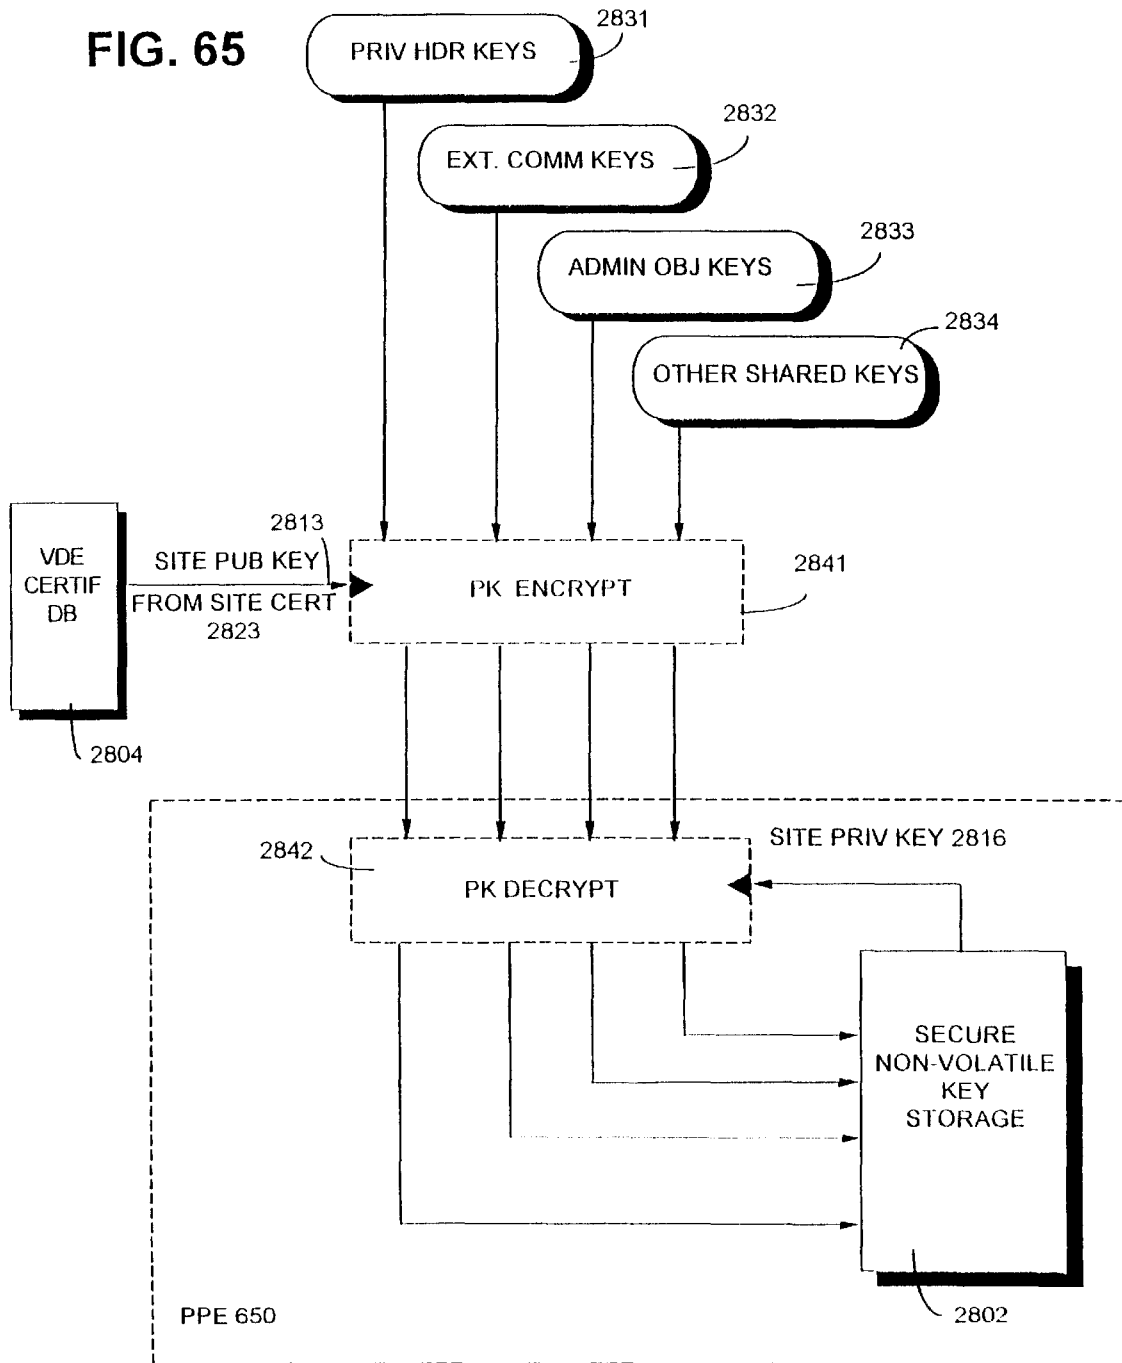 FIG. 65
PRIV HDR KEYS
2831
EXT. COMM KEYS
2832
ADMIN OBJ KEYS
2833
OTHER SHARED KEYS
2834
VDE
CERTIF
DB
2804
2813
SITE PUB KEY
FROM SITE CERT
2823
PK ENCRYPT
2841
2842
PK DECRYPT
SITE PRIV KEY 2816
SECURE
NON-VOLATILE
KEY
STORAGE
2802
PPE 650